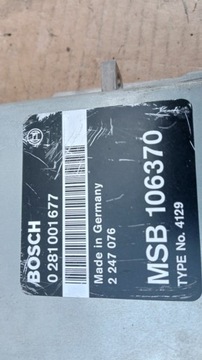 BOSCH
0 281 001 677
Made in Germany
2 247 076
MSB 106370
TYPE No. 4129